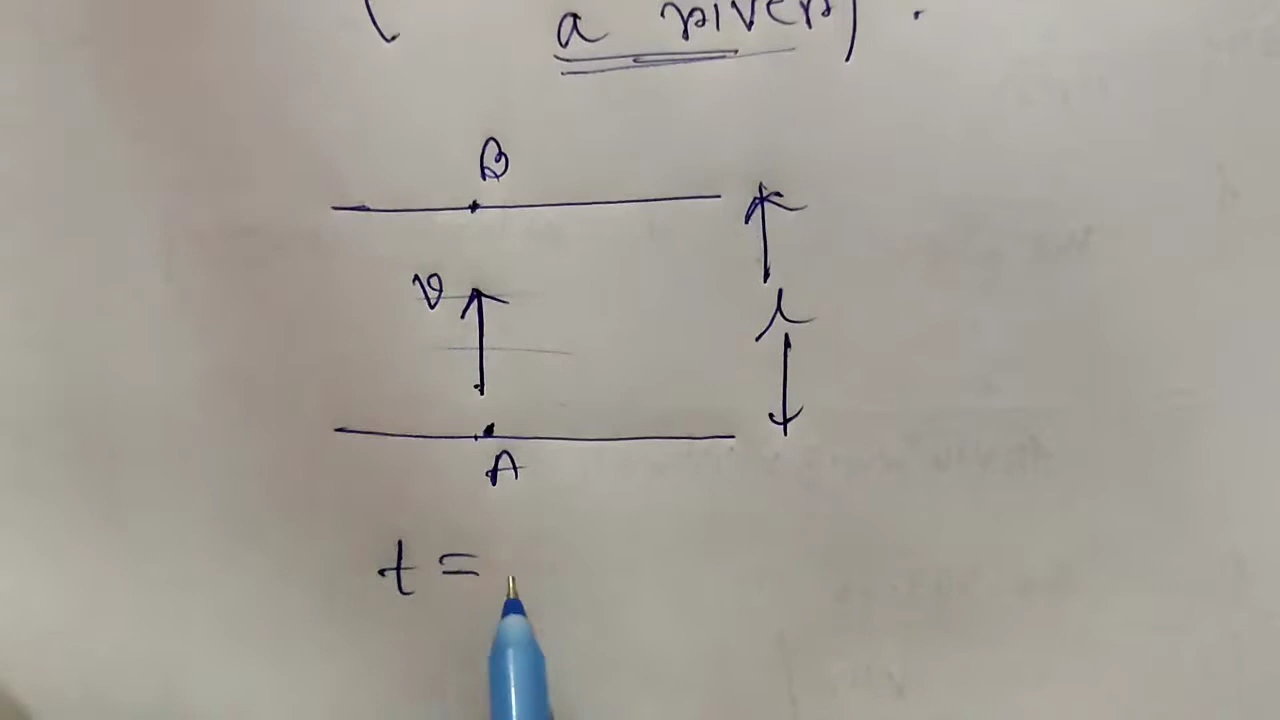 ( a river) .
B
v
l
A
t =